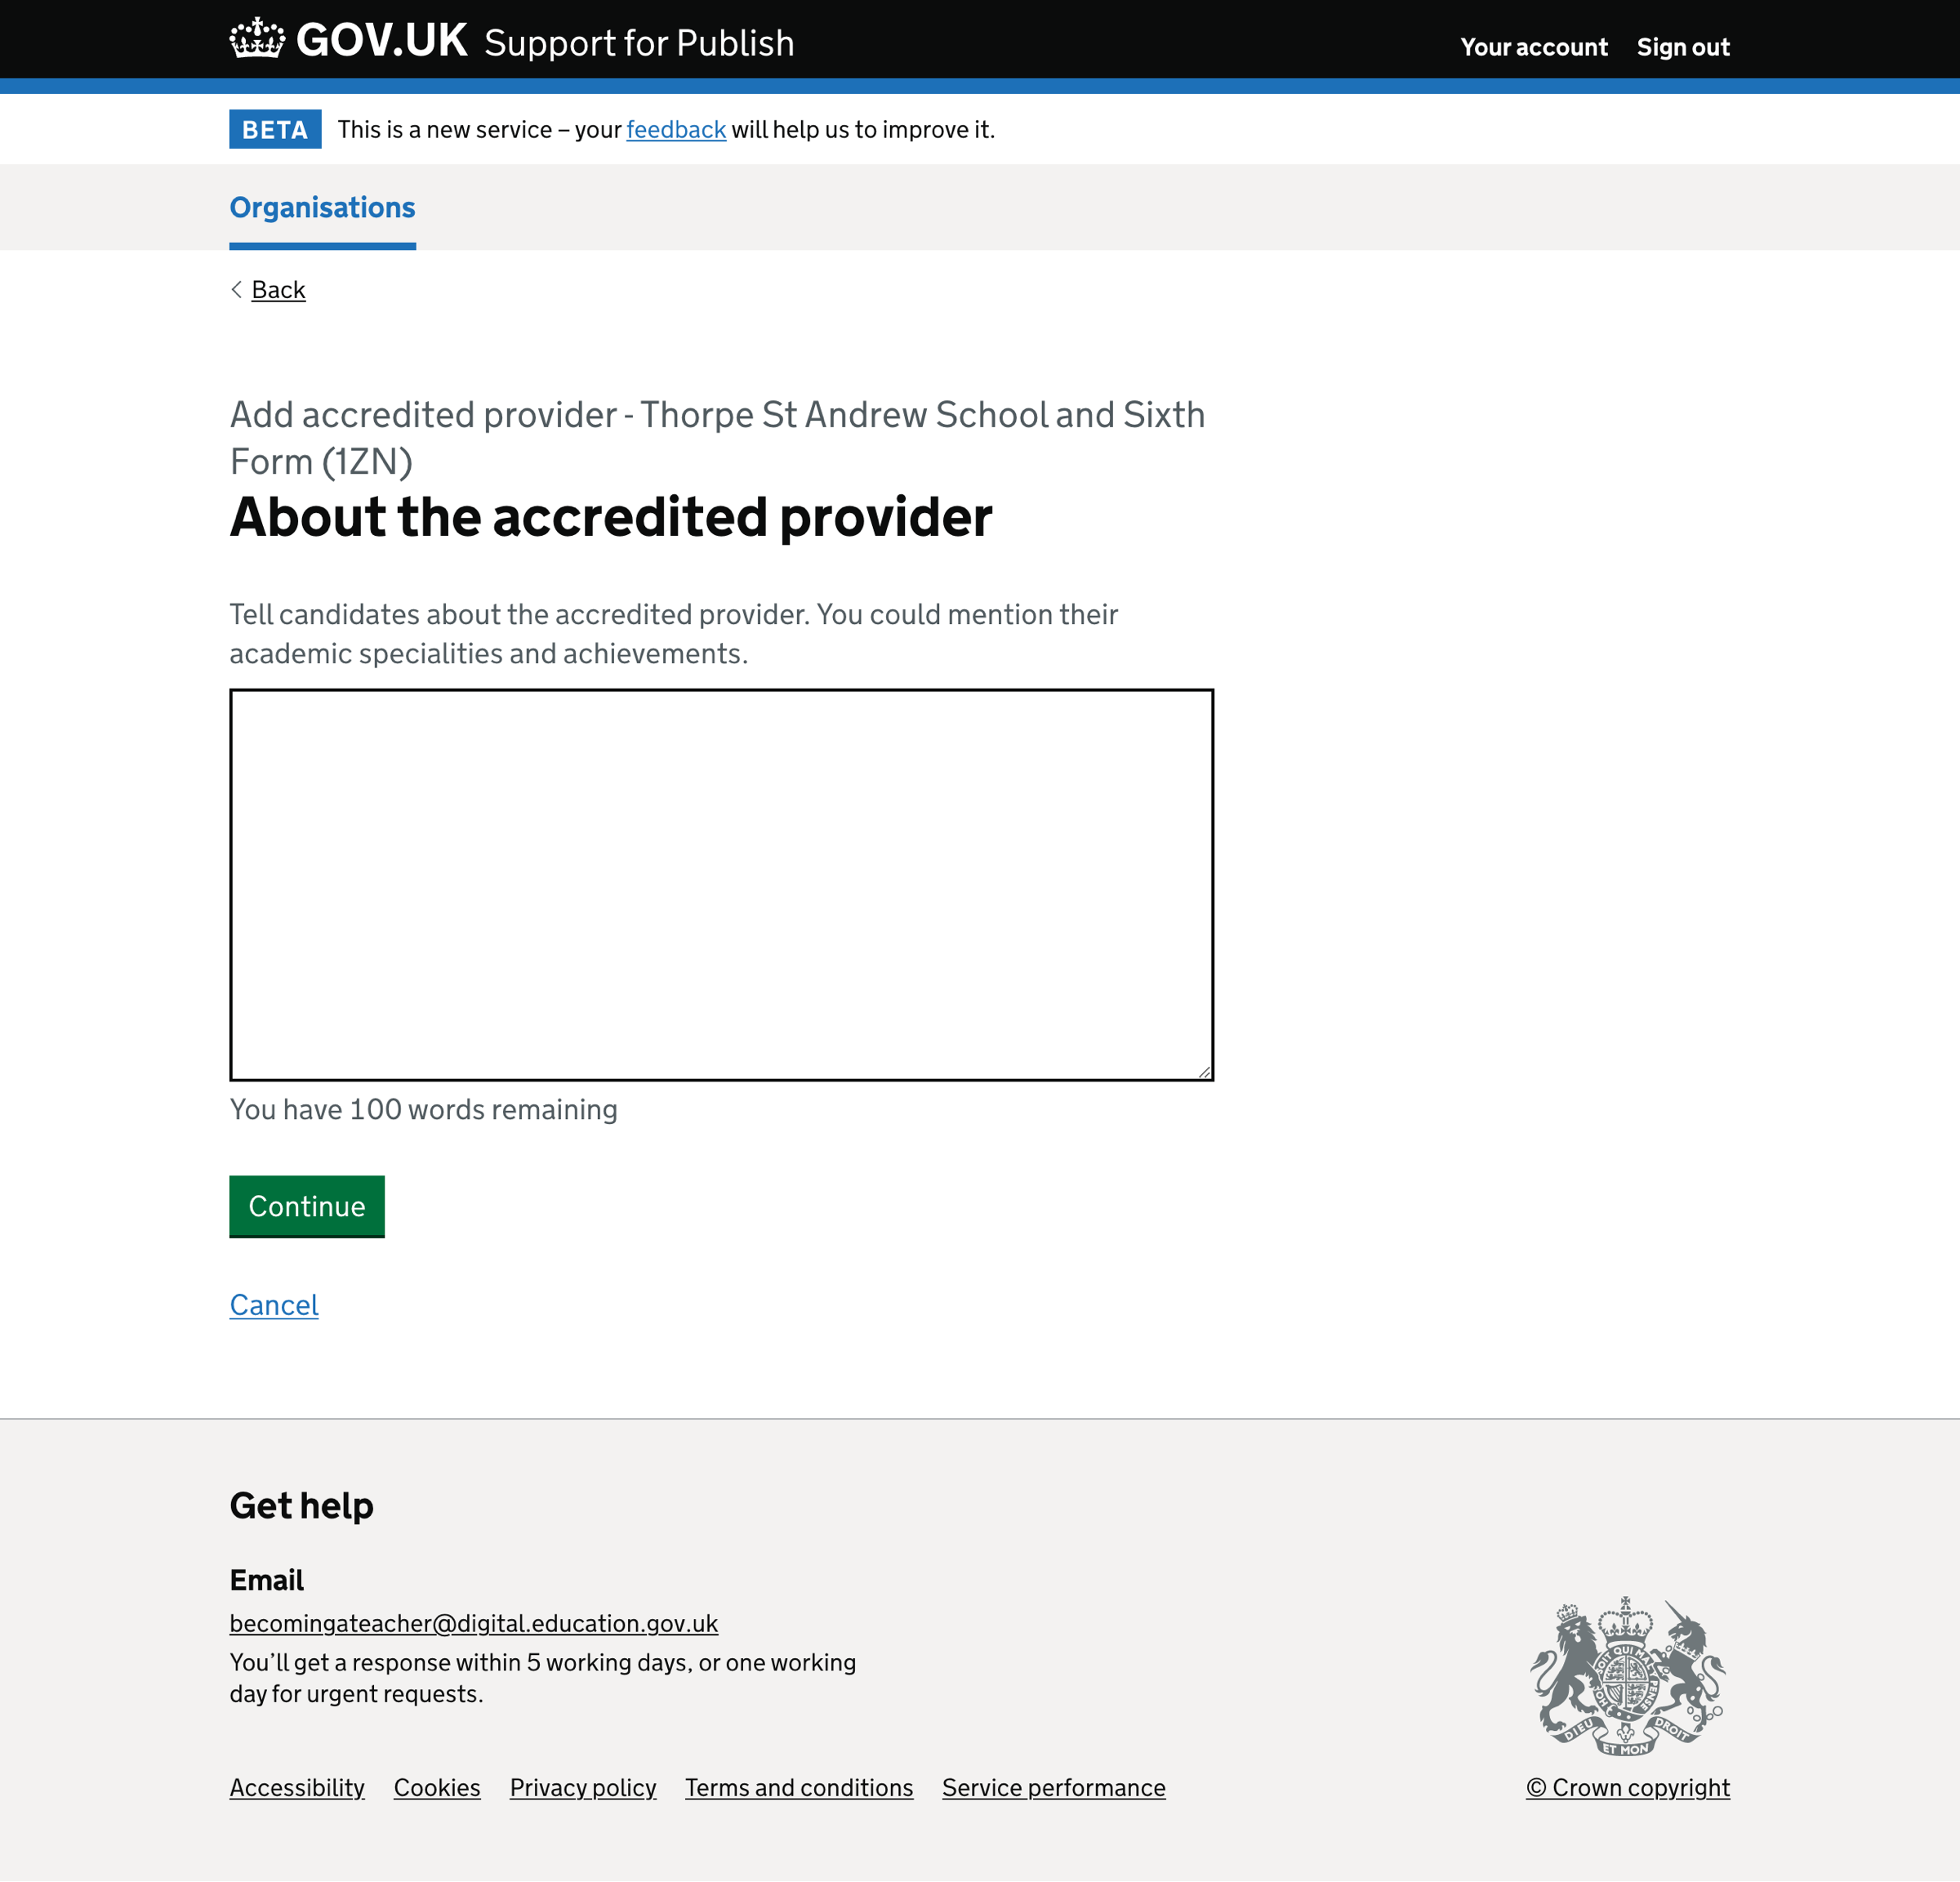 GOV.UK Support for Publish
Your account Sign out
BETA This is a new service – your feedback will help us to improve it.
Organisations
Back
Add accredited provider - Thorpe St Andrew School and Sixth
Form (1ZN)
About the accredited provider
Tell candidates about the accredited provider. You could mention their
academic specialities and achievements.
You have 100 words remaining
Continue
Cancel
Get help
Email
becomingateacher@digital.education.gov.uk
You’ll get a response within 5 working days, or one working
day for urgent requests.
DIEU ET MON DROIT
Accessibility Cookies Privacy policy Terms and conditions Service performance
© Crown copyright